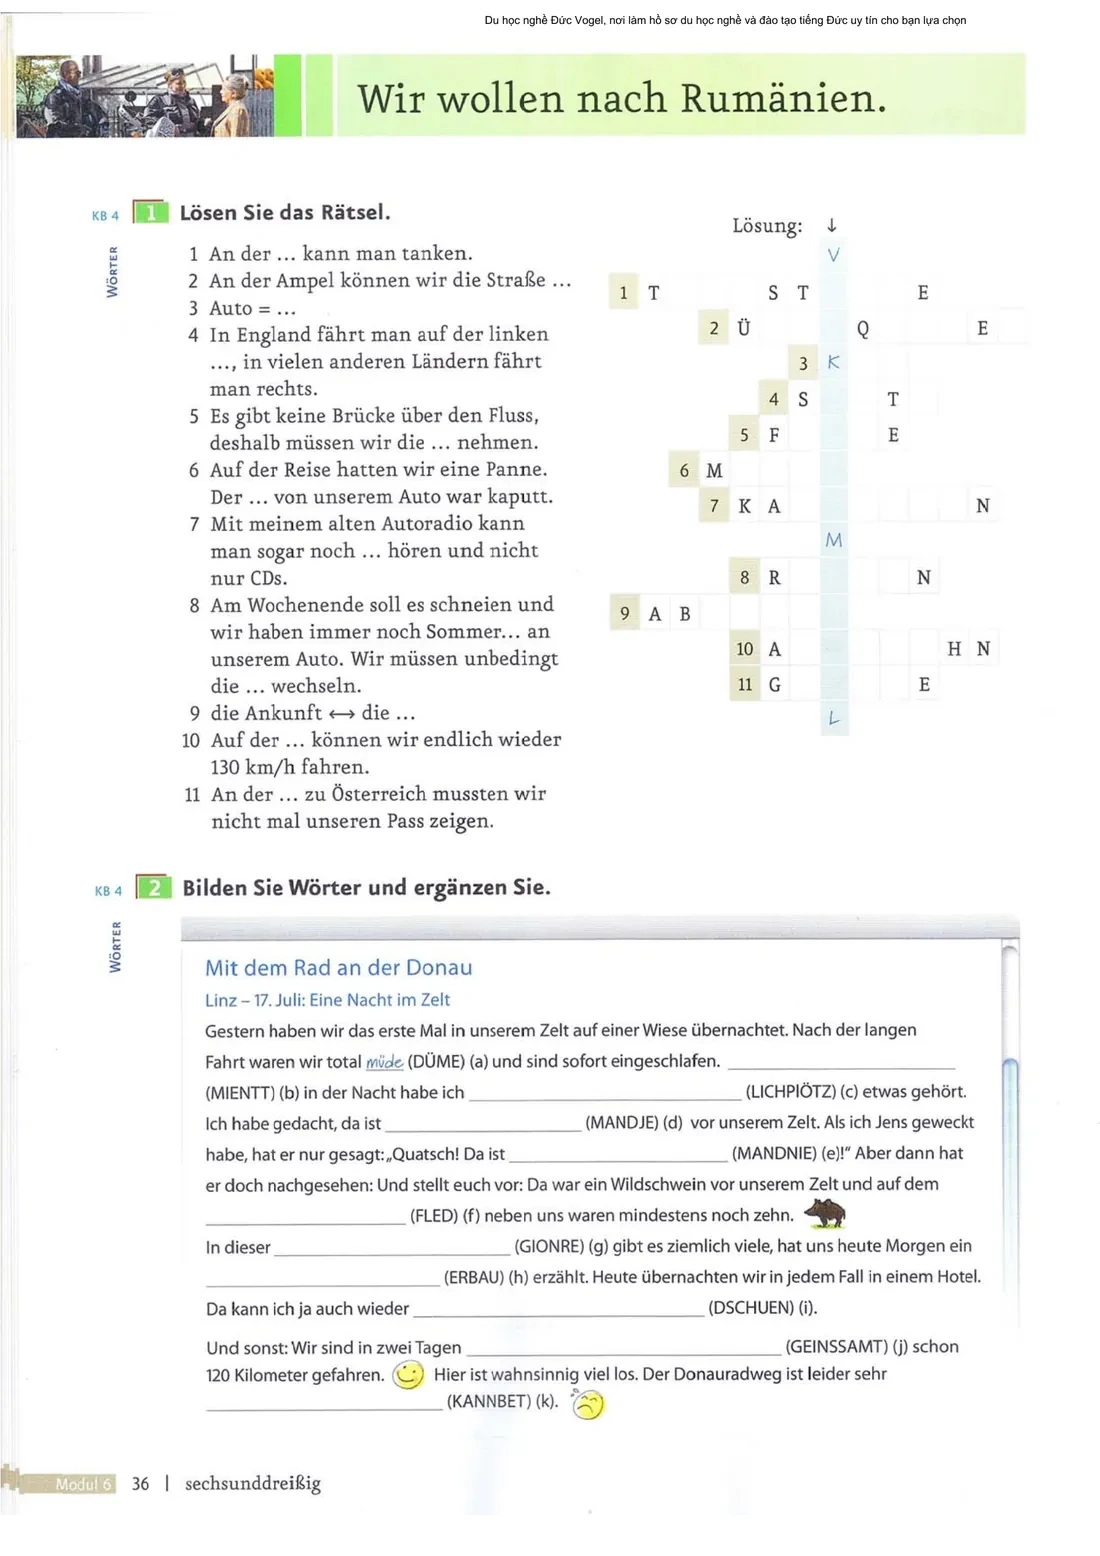 Du học nghề Đức Vogel, nơi làm hồ sơ du học nghề và đào tạo tiếng Đức uy tín cho bạn lựa chọn
Wir wollen nach Rumänien.
KB 4 1 Lösen Sie das Rätsel.
WÖRTER
1 An der ... kann man tanken.
2 An der Ampel können wir die Straße ...
3 Auto = ...
4 In England fährt man auf der linken
..., in vielen anderen Ländern fährt
man rechts.
5 Es gibt keine Brücke über den Fluss,
deshalb müssen wir die ... nehmen.
6 Auf der Reise hatten wir eine Panne.
Der ... von unserem Auto war kaputt.
7 Mit meinem alten Autoradio kann
man sogar noch ... hören und nicht
nur CDs.
8 Am Wochenende soll es schneien und
wir haben immer noch Sommer... an
unserem Auto. Wir müssen unbedingt
die ... wechseln.
9 die Ankunft ↔ die ...
10 Auf der ... können wir endlich wieder
130 km/h fahren.
11 An der ... zu Österreich mussten wir
nicht mal unseren Pass zeigen.
Lösung: ↓
V
1 T S T E
2 Ü Q E
3 K
4 S T
5 F E
6 M
7 K A N
M
8 R N
9 A B
10 A H N
11 G E
L
KB 4 2 Bilden Sie Wörter und ergänzen Sie.
WÖRTER
Mit dem Rad an der Donau
Linz – 17. Juli: Eine Nacht im Zelt
Gestern haben wir das erste Mal in unserem Zelt auf einer Wiese übernachtet. Nach der langen
Fahrt waren wir total müde (DÜME) (a) und sind sofort eingeschlafen. ____
(MIENTT) (b) in der Nacht habe ich ____ (LICHPIÖTZ) (c) etwas gehört.
Ich habe gedacht, da ist ____ (MANDJE) (d) vor unserem Zelt. Als ich Jens geweckt
habe, hat er nur gesagt: „Quatsch! Da ist ____ (MANDNIE) (e)!“ Aber dann hat
er doch nachgesehen: Und stellt euch vor: Da war ein Wildschwein vor unserem Zelt und auf dem
____ (FLED) (f) neben uns waren mindestens noch zehn.
In dieser ____ (GIONRE) (g) gibt es ziemlich viele, hat uns heute Morgen ein
____ (ERBAU) (h) erzählt. Heute übernachten wir in jedem Fall in einem Hotel.
Da kann ich ja auch wieder ____ (DSCHUEN) (i).
Und sonst: Wir sind in zwei Tagen ____ (GEINSSAMT) (j) schon
120 Kilometer gefahren. Hier ist wahnsinnig viel los. Der Donauradweg ist leider sehr
____ (KANNBET) (k).
Modul 6 36 | sechsunddreißig